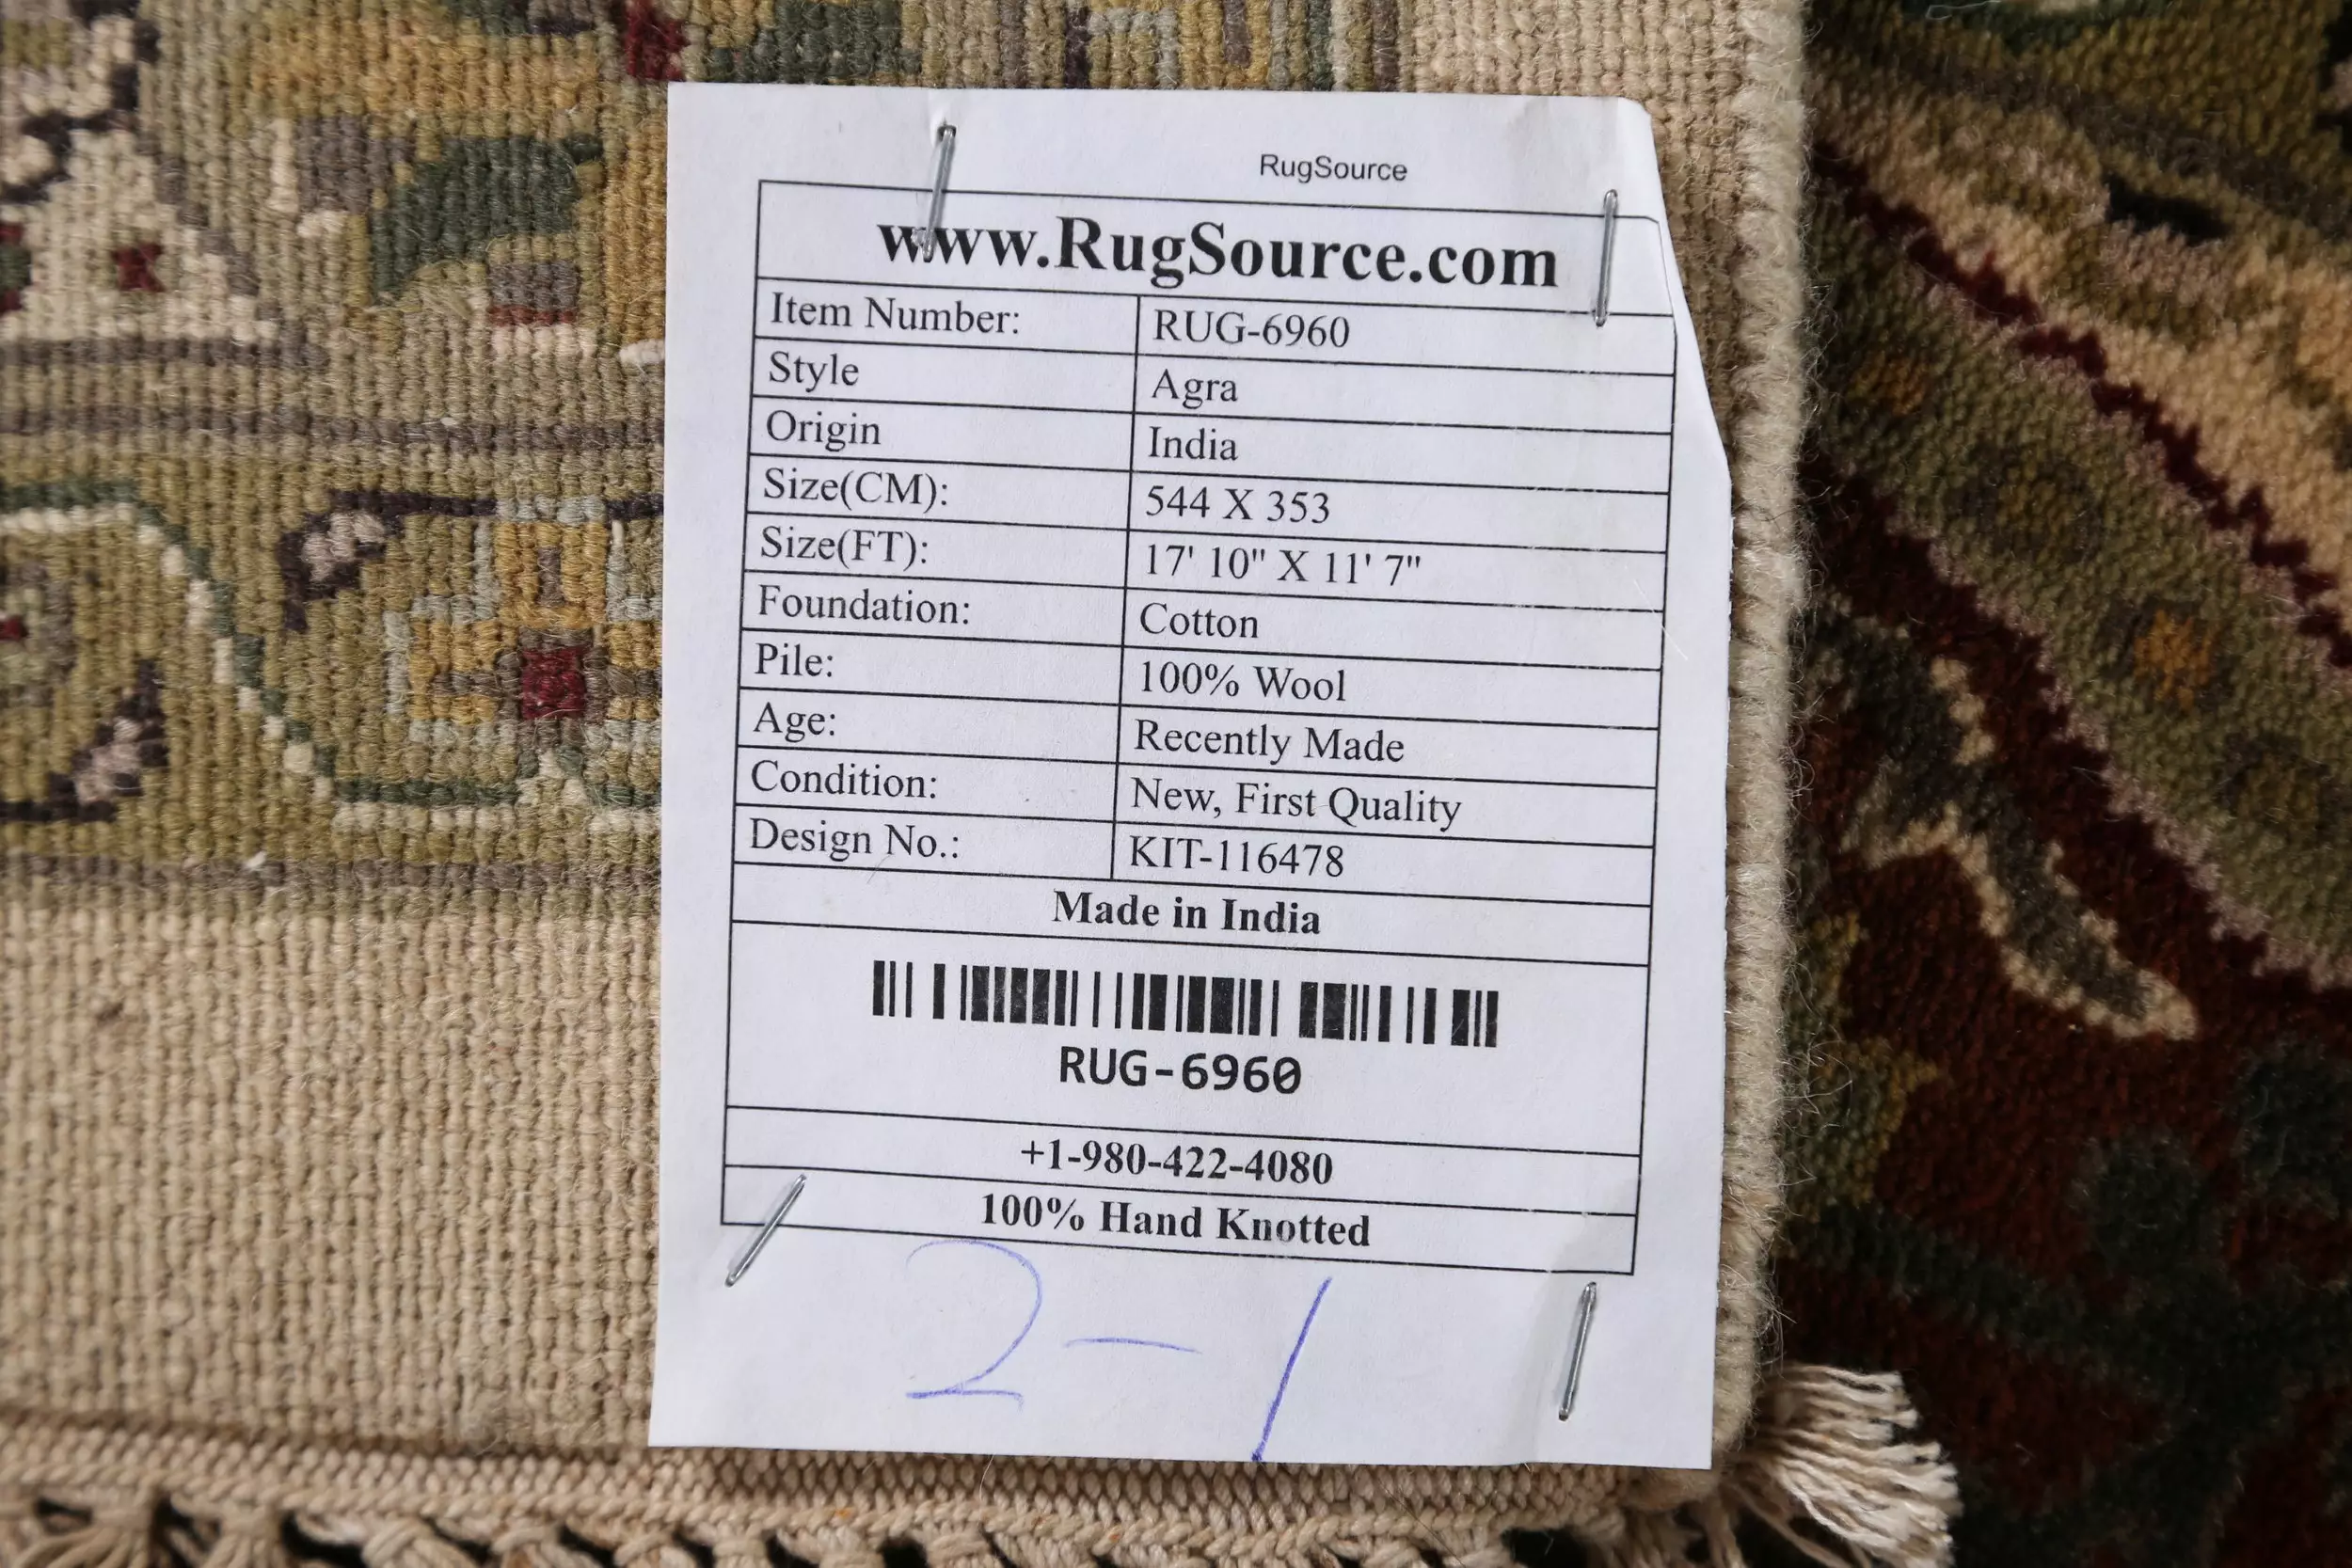 RugSource
www.RugSource.com
Item Number: RUG-6960
Style Agra
Origin India
Size(CM): 544 X 353
Size(FT): 17' 10" X 11' 7"
Foundation: Cotton
Pile: 100% Wool
Age: Recently Made
Condition: New, First Quality
Design No.: KIT-116478
Made in India
RUG-6960
+1-980-422-4080
100% Hand Knotted
2-1